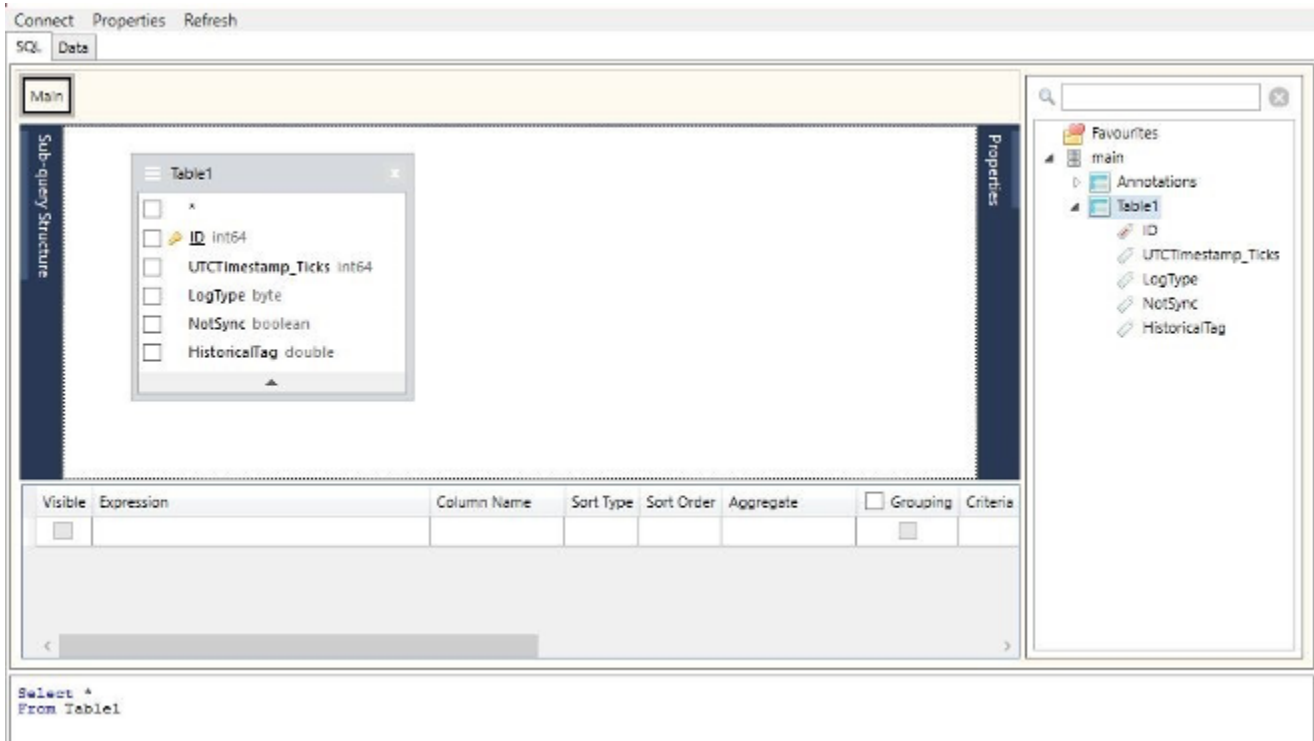 Connect Properties Refresh
SQL Data
Main
Sub-query Structure
Table1
*
ID int64
UTCTimestamp_Ticks int64
LogType byte
NotSync boolean
HistoricalTag double
Properties
Visible Expression Column Name Sort Type Sort Order Aggregate Grouping Criteria
Favourites
main
Annotations
Table1
ID
UTCTimestamp_Ticks
LogType
NotSync
HistoricalTag
Select *
From Table1